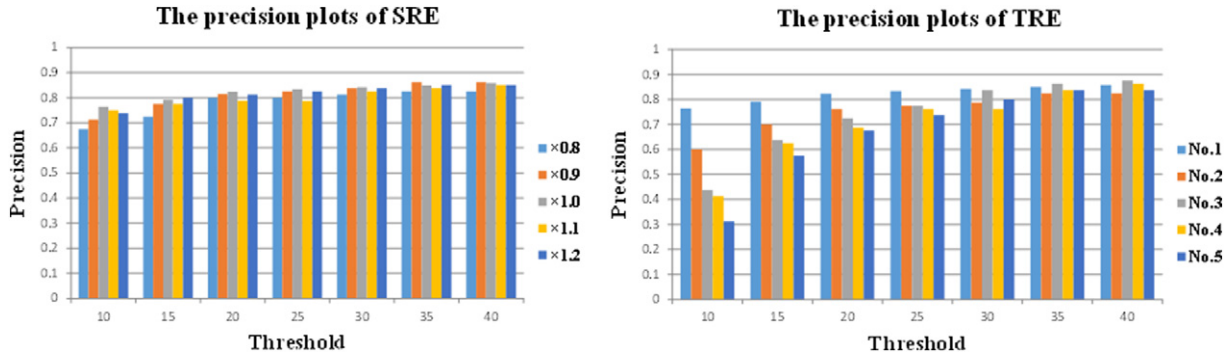 The precision plots of SRE
Precision
1
0.9
0.8
0.7
0.6
0.5
0.4
0.3
0.2
0.1
0
10 15 20 25 30 35 40
Threshold
×0.8
×0.9
×1.0
×1.1
×1.2
The precision plots of TRE
Precision
1
0.9
0.8
0.7
0.6
0.5
0.4
0.3
0.2
0.1
0
10 15 20 25 30 35 40
Threshold
No.1
No.2
No.3
No.4
No.5